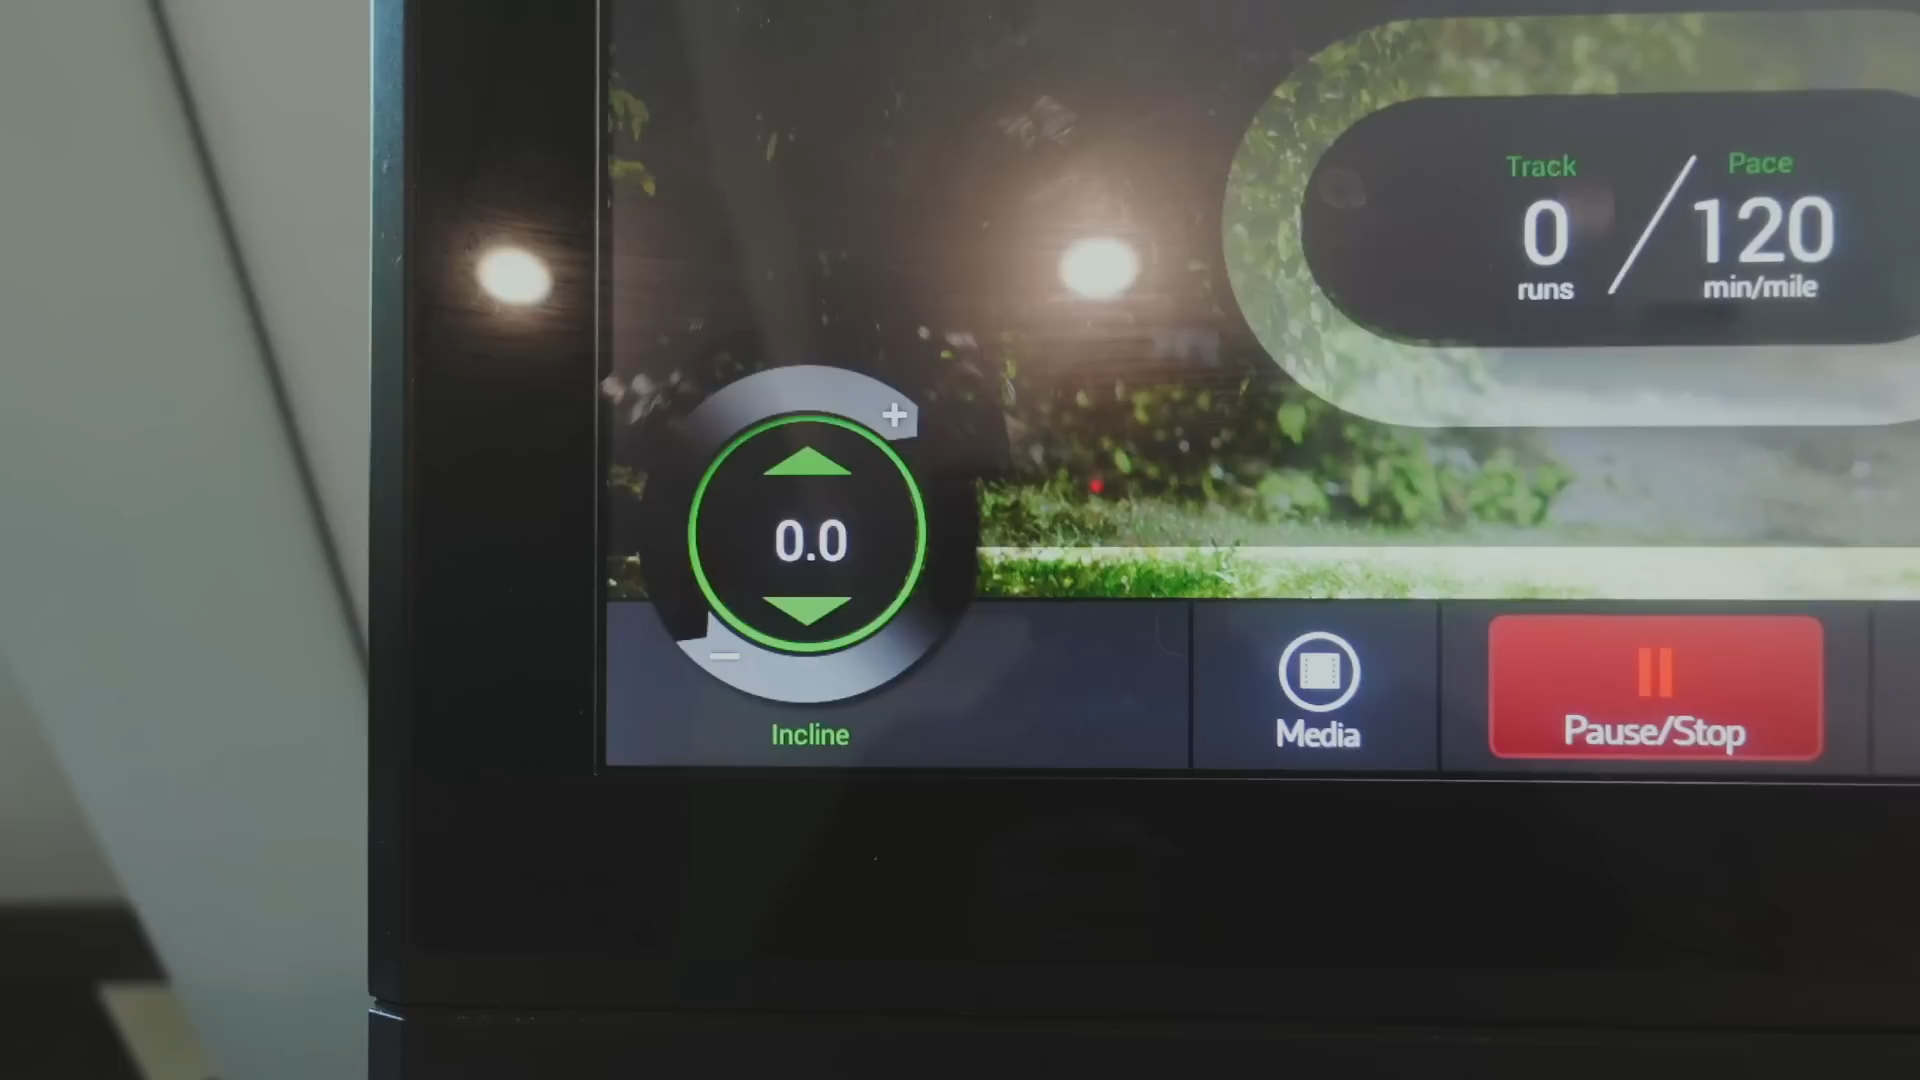 Track
Pace
0
120
runs
min/mile
+
0.0
−
Incline
Media
Pause/Stop